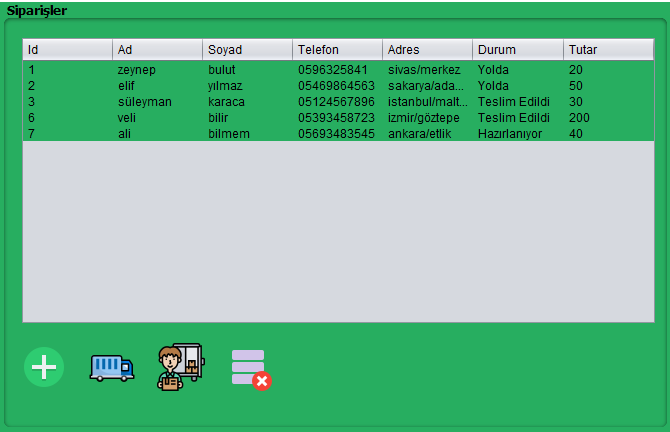 Siparişler
Id Ad Soyad Telefon Adres Durum Tutar
1 zeynep bulut 0596325841 sivas/merkez Yolda 20
2 elif yılmaz 05469864563 sakarya/ada... Yolda 50
3 süleyman karaca 05124567896 istanbul/malt... Teslim Edildi 30
6 veli bilir 05393458723 izmir/göztepe Teslim Edildi 200
7 ali bilmem 05693483545 ankara/etlik Hazırlanıyor 40